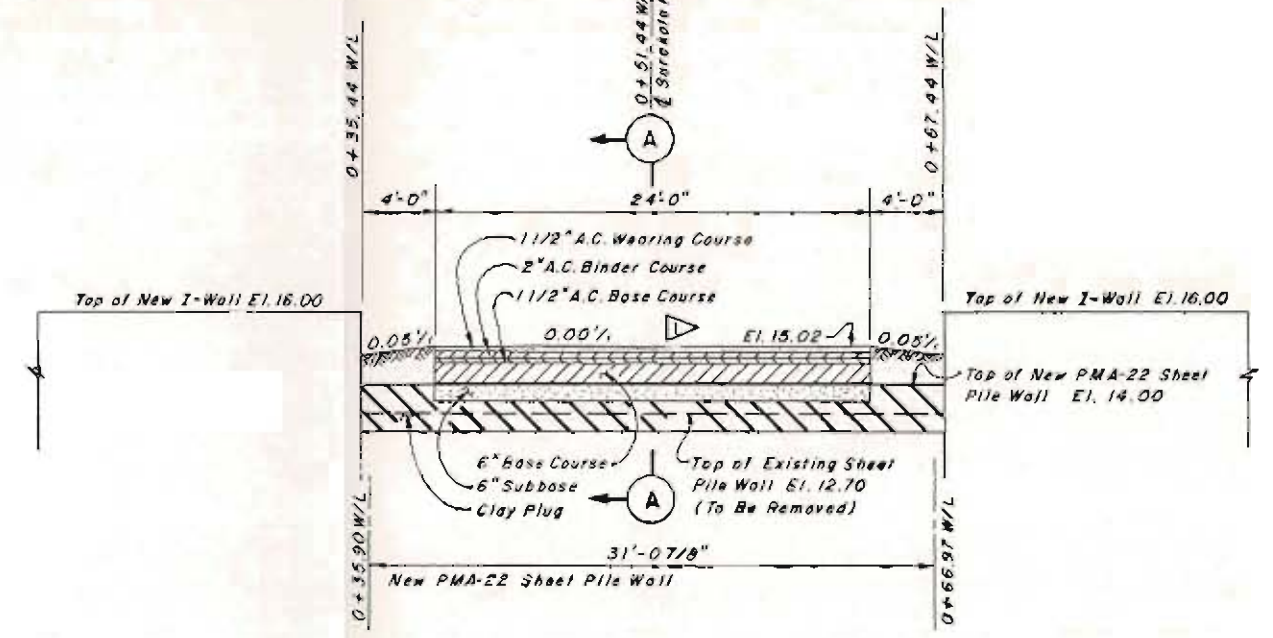 0+35.44 W/L
0+51.44 W/
0+67.44 W/L
A
4'-0"
24'-0"
4'-0"
1 1/2" A.C. Wearing Course
2" A.C. Binder Course
1 1/2" A.C. Base Course
Top of New I-Wall El. 16.00
Top of New I-Wall El. 16.00
0.05'/,
0.00'/,
1
El. 15.02
0.05'/,
Top of New PMA-22 Sheet
Pile Wall El. 14.00
6" Base Course
6" Subbase
Clay Plug
Top of Existing Sheet
Pile Wall El. 12.70
(To Be Removed)
A
31'-0 7/8"
New PMA-22 Sheet Pile Wall
0+35.90 W/L
0+66.97 W/L